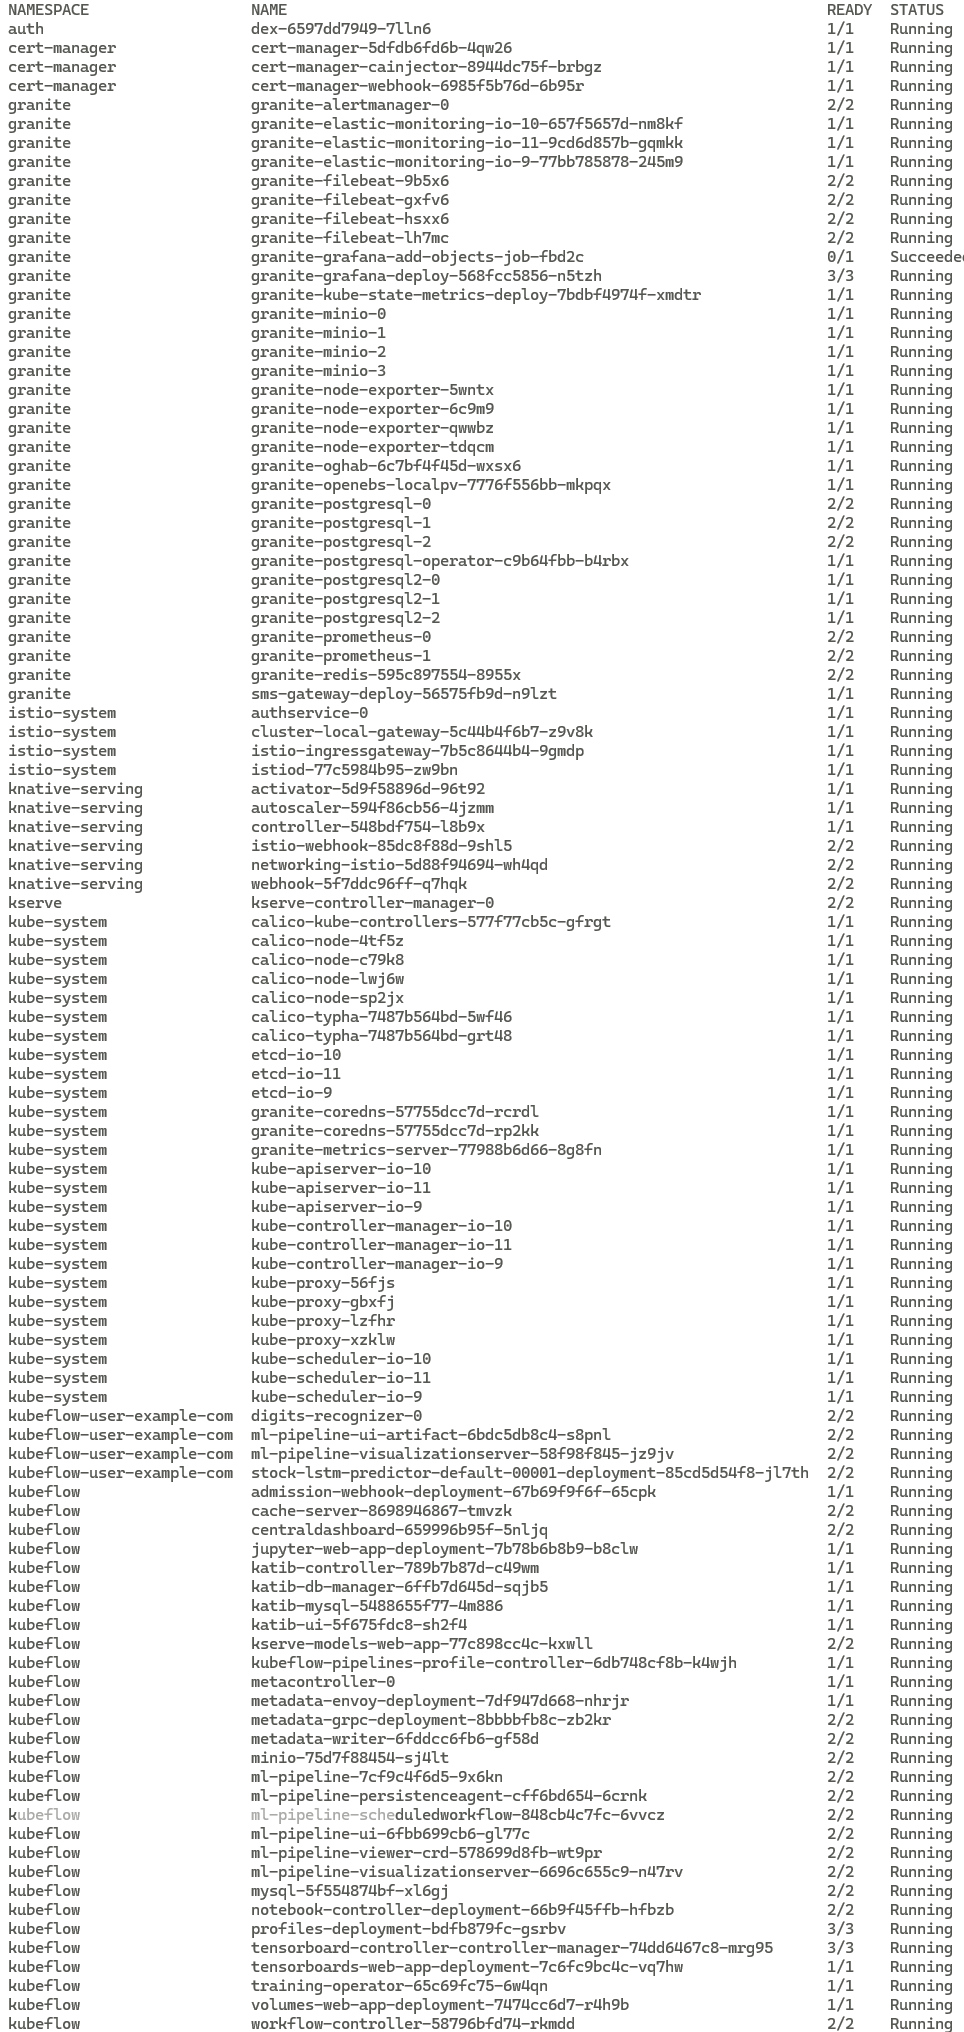 NAMESPACE NAME READY STATUS
auth dex-6597dd7949-7lln6 1/1 Running
cert-manager cert-manager-5dfdb6fd6b-4qw26 1/1 Running
cert-manager cert-manager-cainjector-8944dc75f-brbgz 1/1 Running
cert-manager cert-manager-webhook-6985f5b76d-6b95r 1/1 Running
granite granite-alertmanager-0 2/2 Running
granite granite-elastic-monitoring-io-10-657f5657d-nm8kf 1/1 Running
granite granite-elastic-monitoring-io-11-9cd6d857b-gqmkk 1/1 Running
granite granite-elastic-monitoring-io-9-77bb785878-245m9 1/1 Running
granite granite-filebeat-9b5x6 2/2 Running
granite granite-filebeat-gxfv6 2/2 Running
granite granite-filebeat-hsxx6 2/2 Running
granite granite-filebeat-lh7mc 2/2 Running
granite granite-grafana-add-objects-job-fbd2c 0/1 Succeeded
granite granite-grafana-deploy-568fcc5856-n5tzh 3/3 Running
granite granite-kube-state-metrics-deploy-7bdbf4974f-xmdtr 1/1 Running
granite granite-minio-0 1/1 Running
granite granite-minio-1 1/1 Running
granite granite-minio-2 1/1 Running
granite granite-minio-3 1/1 Running
granite granite-node-exporter-5wntx 1/1 Running
granite granite-node-exporter-6c9m9 1/1 Running
granite granite-node-exporter-qwwbz 1/1 Running
granite granite-node-exporter-tdqcm 1/1 Running
granite granite-oghab-6c7bf4f45d-wxsx6 1/1 Running
granite granite-openebs-localpv-7776f556bb-mkpqx 1/1 Running
granite granite-postgresql-0 2/2 Running
granite granite-postgresql-1 2/2 Running
granite granite-postgresql-2 2/2 Running
granite granite-postgresql-operator-c9b64fbb-b4rbx 1/1 Running
granite granite-postgresql2-0 1/1 Running
granite granite-postgresql2-1 1/1 Running
granite granite-postgresql2-2 1/1 Running
granite granite-prometheus-0 2/2 Running
granite granite-prometheus-1 2/2 Running
granite granite-redis-595c897554-8955x 2/2 Running
granite sms-gateway-deploy-56575fb9d-n9lzt 1/1 Running
istio-system authservice-0 1/1 Running
istio-system cluster-local-gateway-5c44b4f6b7-z9v8k 1/1 Running
istio-system istio-ingressgateway-7b5c8644b4-9gmdp 1/1 Running
istio-system istiod-77c5984b95-zw9bn 1/1 Running
knative-serving activator-5d9f58896d-96t92 1/1 Running
knative-serving autoscaler-594f86cb56-4jzmm 1/1 Running
knative-serving controller-548bdf754-l8b9x 1/1 Running
knative-serving istio-webhook-85dc8f88d-9shl5 2/2 Running
knative-serving networking-istio-5d88f94694-wh4qd 2/2 Running
knative-serving webhook-5f7ddc96ff-q7hqk 2/2 Running
kserve kserve-controller-manager-0 2/2 Running
kube-system calico-kube-controllers-577f77cb5c-gfrgt 1/1 Running
kube-system calico-node-4tf5z 1/1 Running
kube-system calico-node-c79k8 1/1 Running
kube-system calico-node-lwj6w 1/1 Running
kube-system calico-node-sp2jx 1/1 Running
kube-system calico-typha-7487b564bd-5wf46 1/1 Running
kube-system calico-typha-7487b564bd-grt48 1/1 Running
kube-system etcd-io-10 1/1 Running
kube-system etcd-io-11 1/1 Running
kube-system etcd-io-9 1/1 Running
kube-system granite-coredns-57755dcc7d-rcrdl 1/1 Running
kube-system granite-coredns-57755dcc7d-rp2kk 1/1 Running
kube-system granite-metrics-server-77988b6d66-8g8fn 1/1 Running
kube-system kube-apiserver-io-10 1/1 Running
kube-system kube-apiserver-io-11 1/1 Running
kube-system kube-apiserver-io-9 1/1 Running
kube-system kube-controller-manager-io-10 1/1 Running
kube-system kube-controller-manager-io-11 1/1 Running
kube-system kube-controller-manager-io-9 1/1 Running
kube-system kube-proxy-56fjs 1/1 Running
kube-system kube-proxy-gbxfj 1/1 Running
kube-system kube-proxy-lzfhr 1/1 Running
kube-system kube-proxy-xzklw 1/1 Running
kube-system kube-scheduler-io-10 1/1 Running
kube-system kube-scheduler-io-11 1/1 Running
kube-system kube-scheduler-io-9 1/1 Running
kubeflow-user-example-com digits-recognizer-0 2/2 Running
kubeflow-user-example-com ml-pipeline-ui-artifact-6bdc5db8c4-s8pnl 2/2 Running
kubeflow-user-example-com ml-pipeline-visualizationserver-58f98f845-jz9jv 2/2 Running
kubeflow-user-example-com stock-lstm-predictor-default-00001-deployment-85cd5d54f8-jl7th 2/2 Running
kubeflow admission-webhook-deployment-67b69f9f6f-65cpk 1/1 Running
kubeflow cache-server-8698946867-tmvzk 2/2 Running
kubeflow centraldashboard-659996b95f-5nljq 2/2 Running
kubeflow jupyter-web-app-deployment-7b78b6b8b9-b8clw 1/1 Running
kubeflow katib-controller-789b7b87d-c49wm 1/1 Running
kubeflow katib-db-manager-6ffb7d645d-sqjb5 1/1 Running
kubeflow katib-mysql-5488655f77-4m886 1/1 Running
kubeflow katib-ui-5f675fdc8-sh2f4 1/1 Running
kubeflow kserve-models-web-app-77c898cc4c-kxwll 2/2 Running
kubeflow kubeflow-pipelines-profile-controller-6db748cf8b-k4wjh 1/1 Running
kubeflow metacontroller-0 1/1 Running
kubeflow metadata-envoy-deployment-7df947d668-nhrjr 1/1 Running
kubeflow metadata-grpc-deployment-8bbbbfb8c-zb2kr 2/2 Running
kubeflow metadata-writer-6fddcc6fb6-gf58d 2/2 Running
kubeflow minio-75d7f88454-sj4lt 2/2 Running
kubeflow ml-pipeline-7cf9c4f6d5-9x6kn 2/2 Running
kubeflow ml-pipeline-persistenceagent-cff6bd654-6crnk 2/2 Running
kubeflow ml-pipeline-scheduledworkflow-848cb4c7fc-6vvcz 2/2 Running
kubeflow ml-pipeline-ui-6fbb699cb6-gl77c 2/2 Running
kubeflow ml-pipeline-viewer-crd-578699d8fb-wt9pr 2/2 Running
kubeflow ml-pipeline-visualizationserver-6696c655c9-n47rv 2/2 Running
kubeflow mysql-5f554874bf-xl6gj 2/2 Running
kubeflow notebook-controller-deployment-66b9f45ffb-hfbzb 2/2 Running
kubeflow profiles-deployment-bdfb879fc-gsrbv 3/3 Running
kubeflow tensorboard-controller-controller-manager-74dd6467c8-mrg95 3/3 Running
kubeflow tensorboards-web-app-deployment-7c6fc9bc4c-vq7hw 1/1 Running
kubeflow training-operator-65c69fc75-6w4qn 1/1 Running
kubeflow volumes-web-app-deployment-7474cc6d7-r4h9b 1/1 Running
kubeflow workflow-controller-58796bfd74-rkmdd 2/2 Running